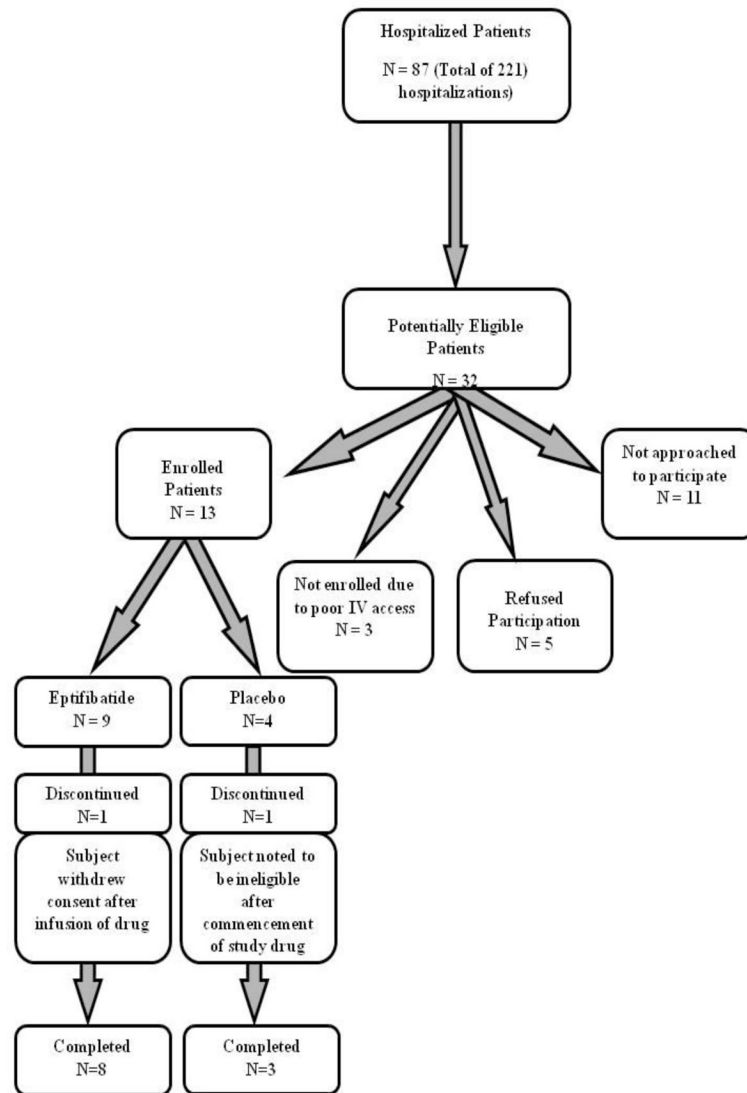 Hospitalized Patients
N = 87 (Total of 221)
hospitalizations)
Potentially Eligible
Patients
N = 32
Enrolled
Patients
N = 13
Not approached
to participate
N = 11
Not enrolled due
to poor IV access
N = 3
Refused
Participation
N = 5
Eptifibatide
N = 9
Placebo
N=4
Discontinued
N=1
Discontinued
N=1
Subject
withdrew
consent after
infusion of drug
Subject noted to
be ineligible
after
commencement
of study drug
Completed
N=8
Completed
N=3